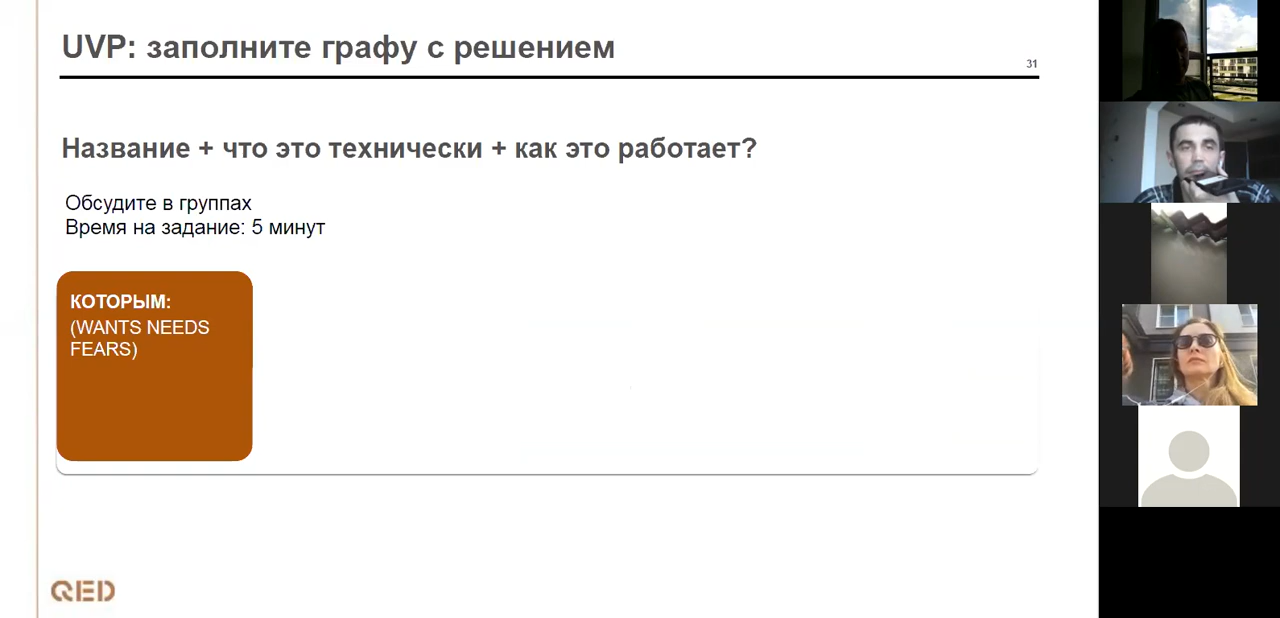 UVP: заполните графу с решением
31
Название + что это технически + как это работает?
Обсудите в группах
Время на задание: 5 минут
КОТОРЫМ:
(WANTS NEEDS
FEARS)
QED